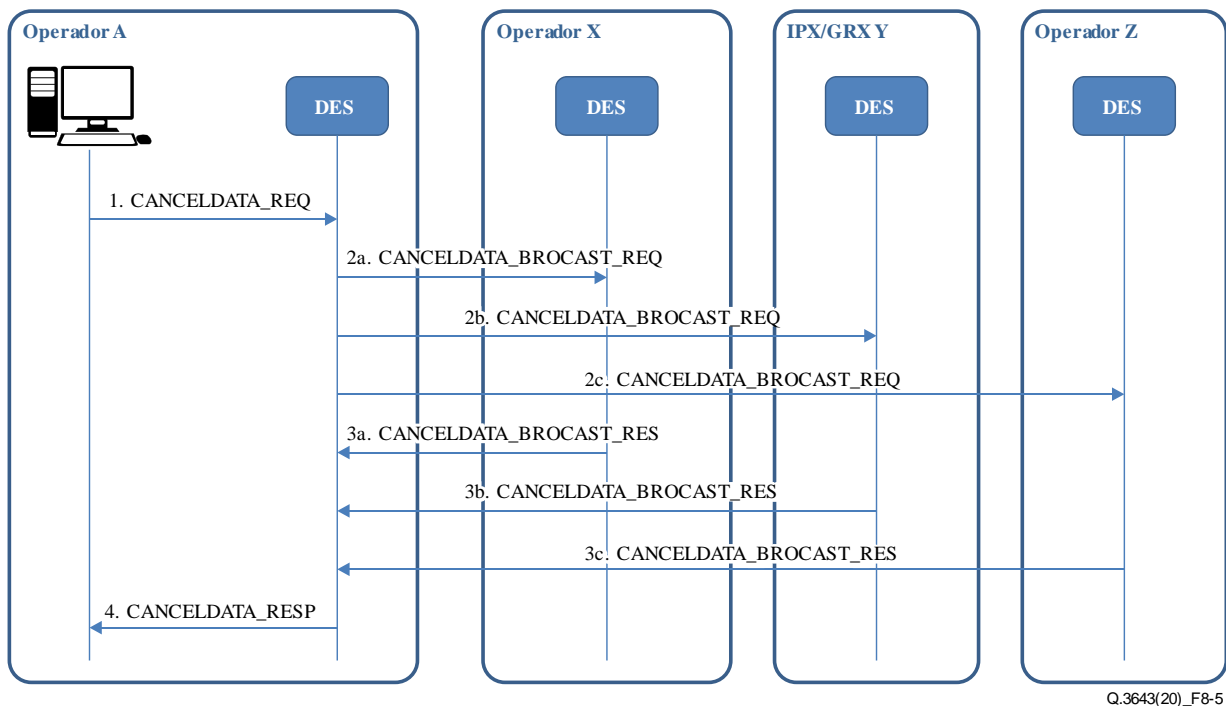 Operador A
Operador X
IPX/GRX Y
Operador Z
DES
DES
DES
DES
1. CANCELDATA_REQ
2a. CANCELDATA_BROCAST_REQ
2b. CANCELDATA_BROCAST_REQ
2c. CANCELDATA_BROCAST_REQ
3a. CANCELDATA_BROCAST_RES
3b. CANCELDATA_BROCAST_RES
3c. CANCELDATA_BROCAST_RES
4. CANCELDATA_RESP
Q.3643(20)_F8-5